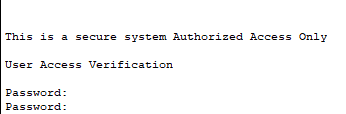 This is a secure system Authorized Access Only
User Access Verification
Password:
Password: